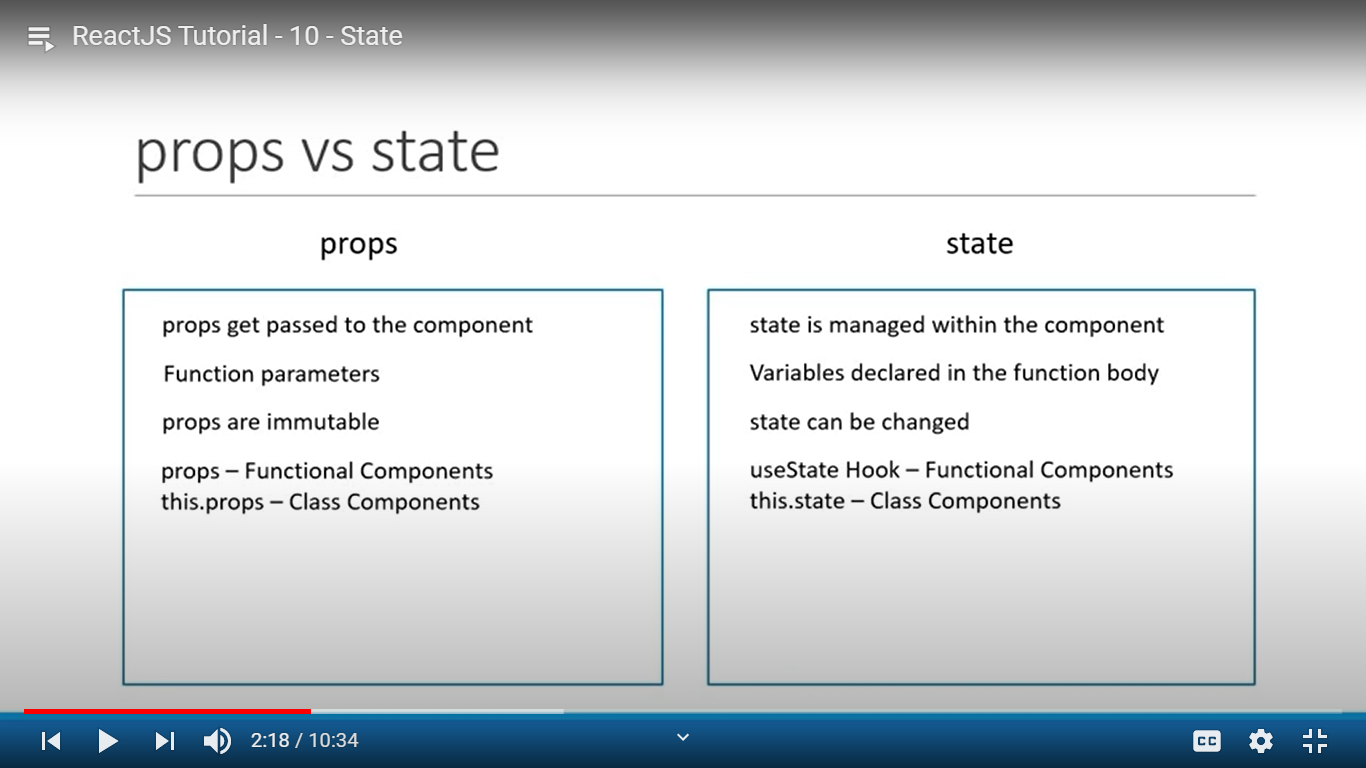 ReactJS Tutorial - 10 - State
props vs state
props
props get passed to the component
Function parameters
props are immutable
props – Functional Components
this.props – Class Components
state
state is managed within the component
Variables declared in the function body
state can be changed
useState Hook – Functional Components
this.state – Class Components
2:18 / 10:34
CC